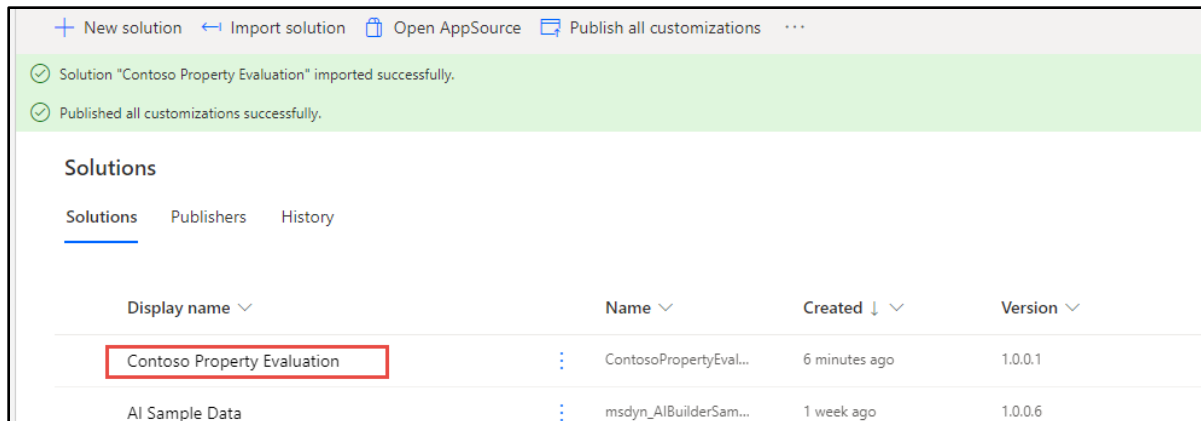 New solution Import solution Open AppSource Publish all customizations ...
Solution "Contoso Property Evaluation" imported successfully.
Published all customizations successfully.
Solutions
Solutions Publishers History
Display name Name Created ↓ Version
Contoso Property Evaluation ContosoPropertyEval... 6 minutes ago 1.0.0.1
AI Sample Data msdyn_AIBuilderSam... 1 week ago 1.0.0.6